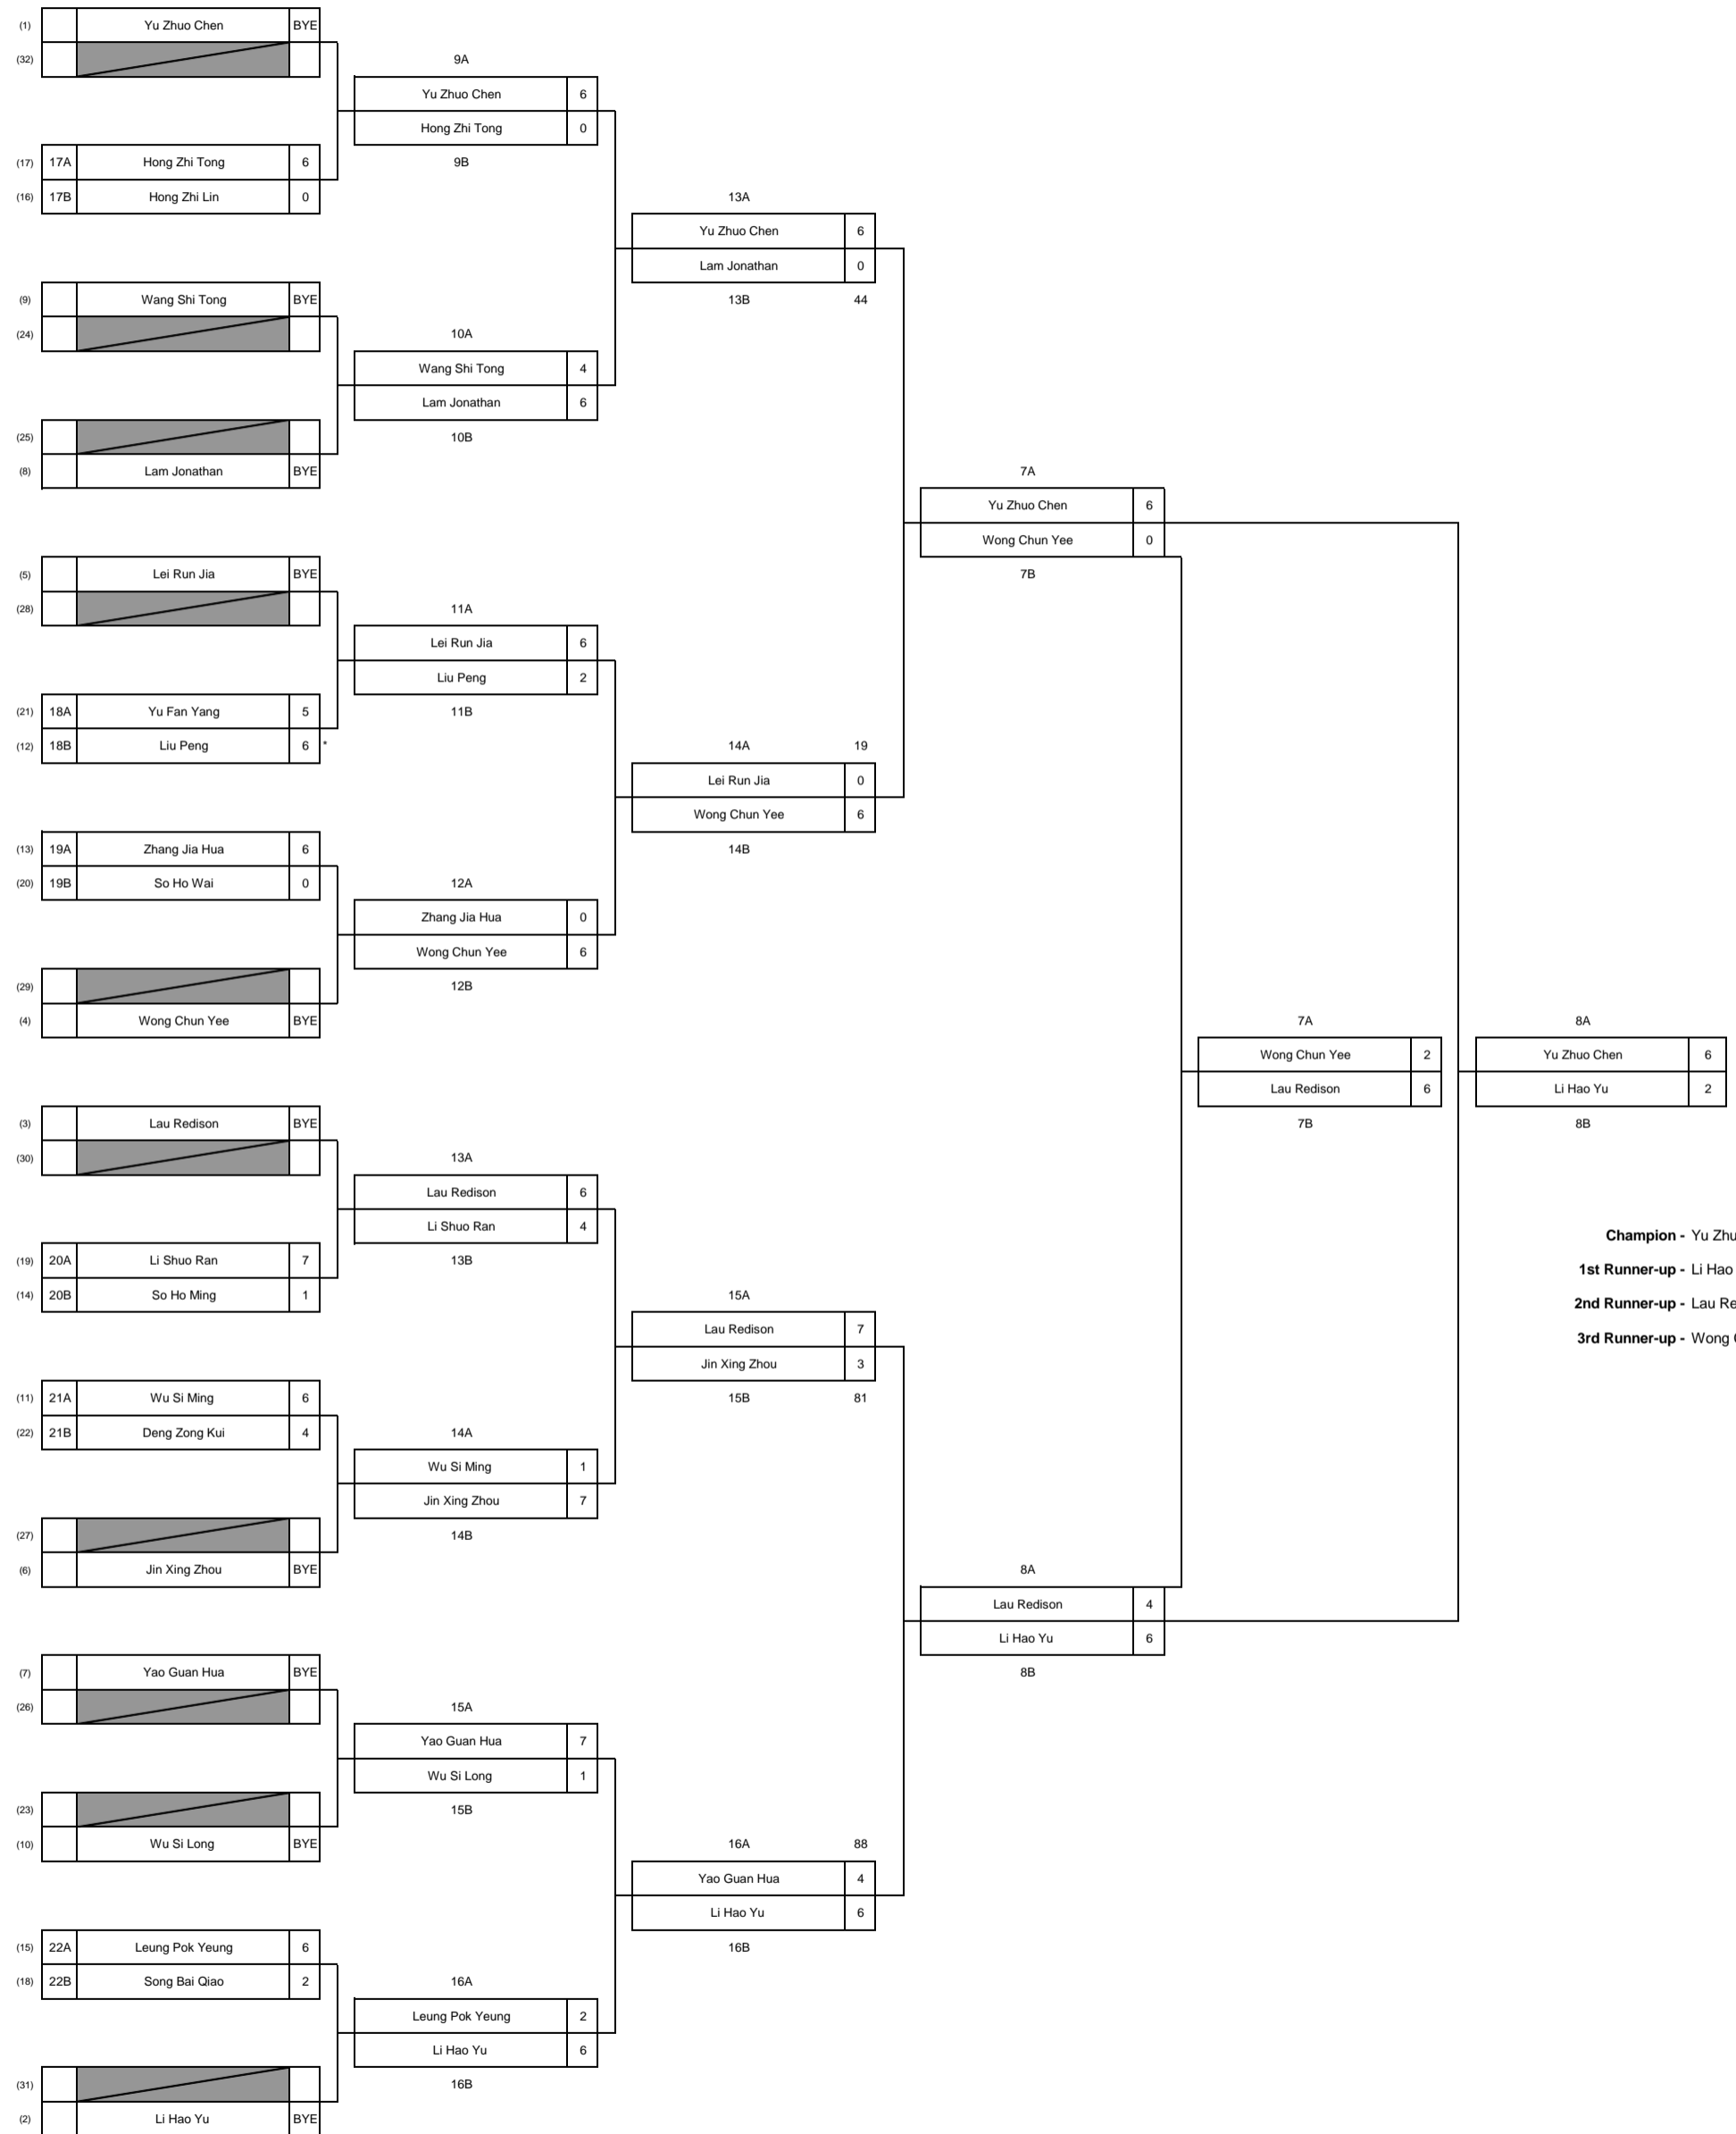 (1) Yu Zhuo Chen BYE
(32)
9A
Yu Zhuo Chen 6
Hong Zhi Tong 0
9B
(17) 17A Hong Zhi Tong 6
(16) 17B Hong Zhi Lin 0
13A
Yu Zhuo Chen 6
Lam Jonathan 0
13B 44
(9) Wang Shi Tong BYE
(24)
10A
Wang Shi Tong 4
Lam Jonathan 6
10B
(25)
(8) Lam Jonathan BYE
7A
Yu Zhuo Chen 6
Wong Chun Yee 0
7B
(5) Lei Run Jia BYE
(28)
11A
Lei Run Jia 6
Liu Peng 2
11B
(21) 18A Yu Fan Yang 5
(12) 18B Liu Peng 6 *
14A 19
Lei Run Jia 0
Wong Chun Yee 6
14B
(13) 19A Zhang Jia Hua 6
(20) 19B So Ho Wai 0
12A
Zhang Jia Hua 0
Wong Chun Yee 6
12B
(29)
(4) Wong Chun Yee BYE
7A
Wong Chun Yee 2
Lau Redison 6
7B
8A
Yu Zhuo Chen 6
Li Hao Yu 2
8B
(3) Lau Redison BYE
(30)
13A
Lau Redison 6
Li Shuo Ran 4
13B
Champion - Yu Zhu
1st Runner-up - Li Hao
2nd Runner-up - Lau Re
3rd Runner-up - Wong
(19) 20A Li Shuo Ran 7
(14) 20B So Ho Ming 1
15A
Lau Redison 7
Jin Xing Zhou 3
15B 81
(11) 21A Wu Si Ming 6
(22) 21B Deng Zong Kui 4
14A
Wu Si Ming 1
Jin Xing Zhou 7
14B
(27)
(6) Jin Xing Zhou BYE
8A
Lau Redison 4
Li Hao Yu 6
8B
(7) Yao Guan Hua BYE
(26)
15A
Yao Guan Hua 7
Wu Si Long 1
15B
(23)
(10) Wu Si Long BYE
16A 88
Yao Guan Hua 4
Li Hao Yu 6
16B
(15) 22A Leung Pok Yeung 6
(18) 22B Song Bai Qiao 2
16A
Leung Pok Yeung 2
Li Hao Yu 6
16B
(31)
(2) Li Hao Yu BYE